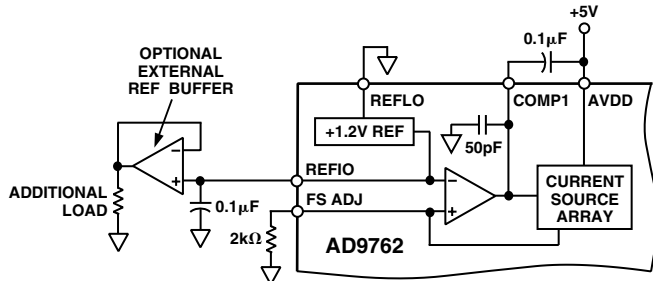 +5V
OPTIONAL
EXTERNAL
REF BUFFER
0.1μF
REFLO
COMP1
AVDD
+1.2V REF
50pF
REFIO
FS ADJ
ADDITIONAL
LOAD
0.1μF
2kΩ
CURRENT
SOURCE
ARRAY
AD9762
−
+
−
+